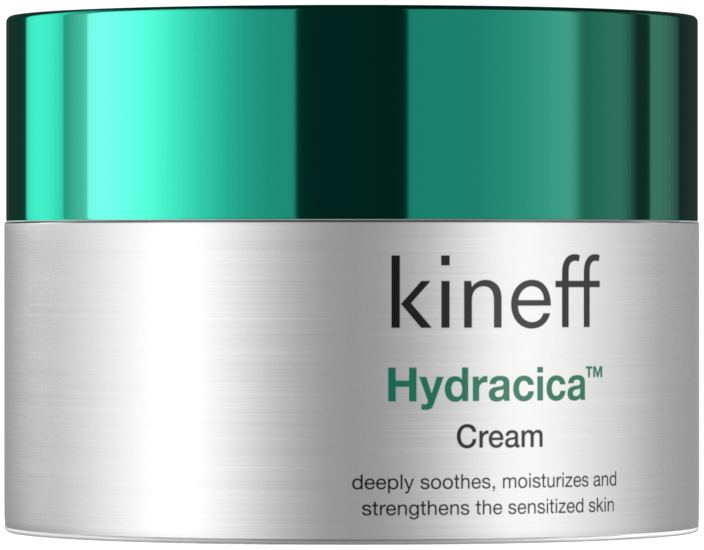 kineff
Hydracica™
Cream
deeply soothes, moisturizes and
strengthens the sensitized skin